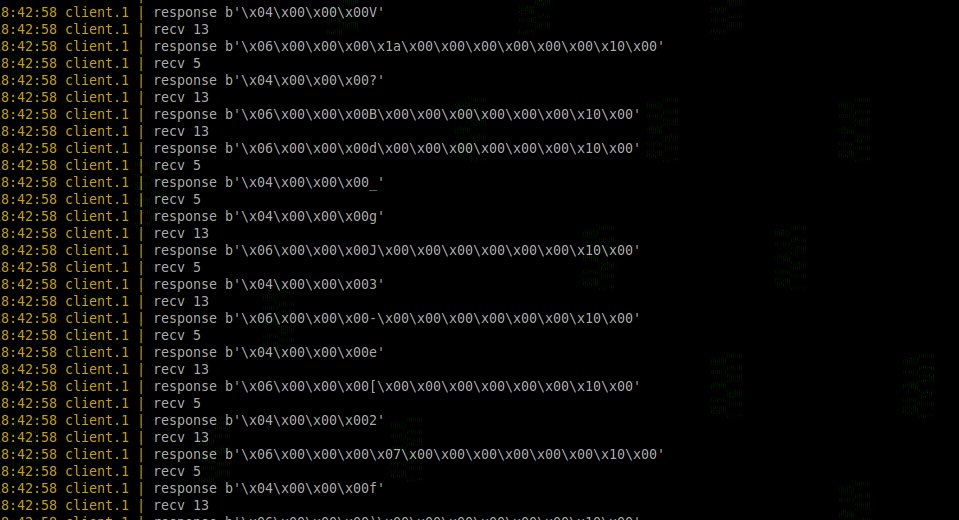 8:42:58 client.1 | response b'\x04\x00\x00\x00V'
8:42:58 client.1 | recv 13
8:42:58 client.1 | response b'\x06\x00\x00\x00\x1a\x00\x00\x00\x00\x00\x00\x10\x00'
8:42:58 client.1 | recv 5
8:42:58 client.1 | response b'\x04\x00\x00\x00?'
8:42:58 client.1 | recv 13
8:42:58 client.1 | response b'\x06\x00\x00\x00B\x00\x00\x00\x00\x00\x00\x10\x00'
8:42:58 client.1 | recv 13
8:42:58 client.1 | response b'\x06\x00\x00\x00d\x00\x00\x00\x00\x00\x00\x10\x00'
8:42:58 client.1 | recv 5
8:42:58 client.1 | response b'\x04\x00\x00\x00_'
8:42:58 client.1 | recv 5
8:42:58 client.1 | response b'\x04\x00\x00\x00g'
8:42:58 client.1 | recv 13
8:42:58 client.1 | response b'\x06\x00\x00\x00J\x00\x00\x00\x00\x00\x00\x10\x00'
8:42:58 client.1 | recv 5
8:42:58 client.1 | response b'\x04\x00\x00\x003'
8:42:58 client.1 | recv 13
8:42:58 client.1 | response b'\x06\x00\x00\x00-\x00\x00\x00\x00\x00\x00\x10\x00'
8:42:58 client.1 | recv 5
8:42:58 client.1 | response b'\x04\x00\x00\x00e'
8:42:58 client.1 | recv 13
8:42:58 client.1 | response b'\x06\x00\x00\x00[\x00\x00\x00\x00\x00\x00\x10\x00'
8:42:58 client.1 | recv 5
8:42:58 client.1 | response b'\x04\x00\x00\x002'
8:42:58 client.1 | recv 13
8:42:58 client.1 | response b'\x06\x00\x00\x00\x07\x00\x00\x00\x00\x00\x00\x10\x00'
8:42:58 client.1 | recv 5
8:42:58 client.1 | response b'\x04\x00\x00\x00f'
8:42:58 client.1 | recv 13